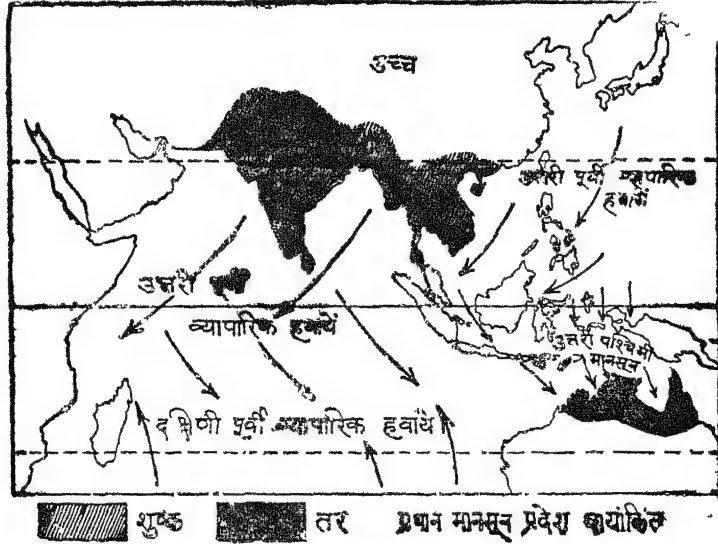 उच्च
उत्तरी पूर्वी व्यापारिक
हवायें
उत्तरी
व्यापारिक हवायें
उत्तरी पश्चिमी
मानसून
दक्षिणी पूर्वी व्यापारिक हवायें
शुष्क तर प्रधान मानसून प्रदेश छायांकित